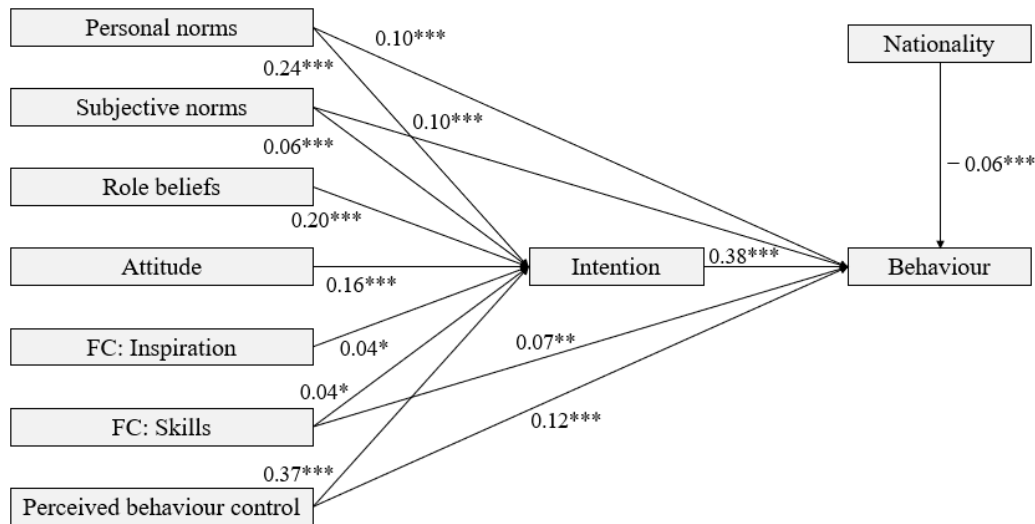 Personal norms
0.10***
Nationality
0.24***
Subjective norms
0.10***
0.06***
− 0.06***
Role beliefs
0.20***
Attitude
Intention
0.38***
Behaviour
0.16***
FC: Inspiration
0.04*
0.07**
0.04*
FC: Skills
0.12***
0.37***
Perceived behaviour control